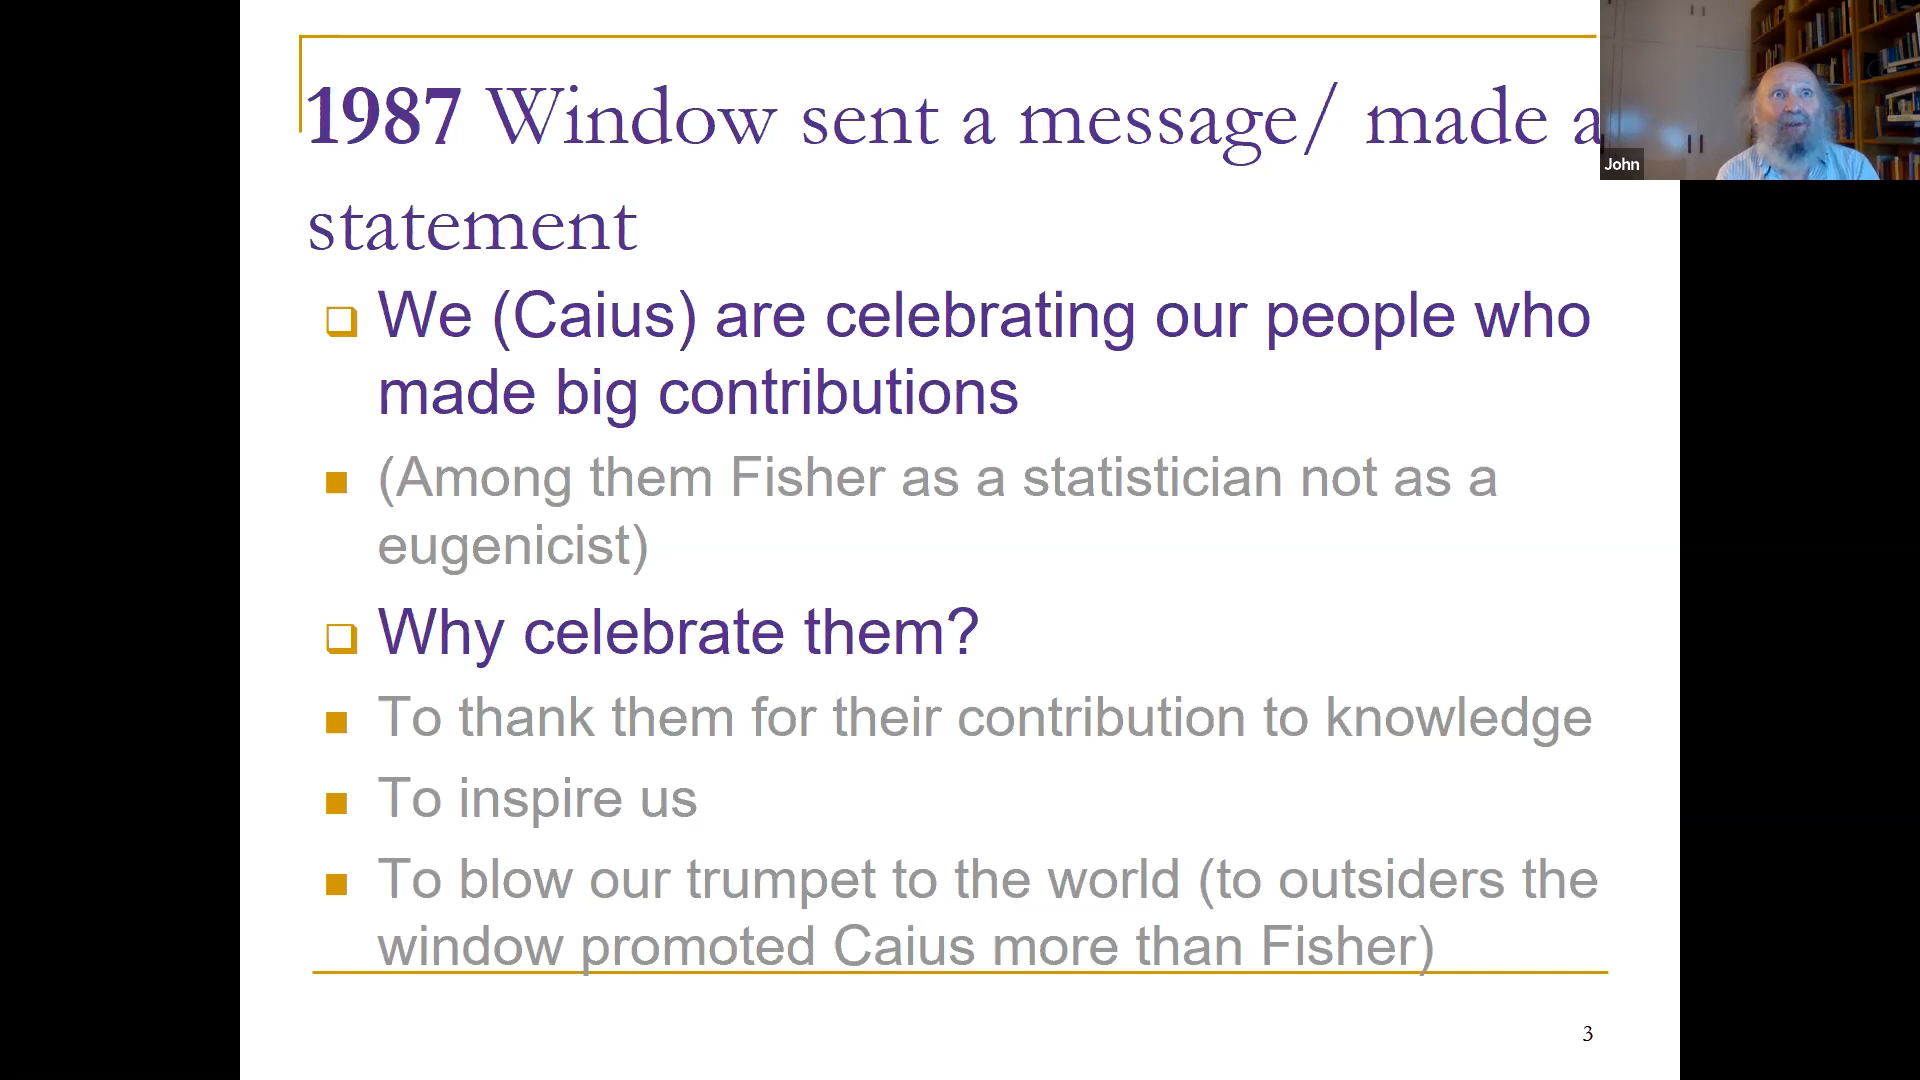 1987 Window sent a message/ made a
statement
We (Caius) are celebrating our people who
made big contributions
(Among them Fisher as a statistician not as a
eugenicist)
Why celebrate them?
To thank them for their contribution to knowledge
To inspire us
To blow our trumpet to the world (to outsiders the
window promoted Caius more than Fisher)
3
John